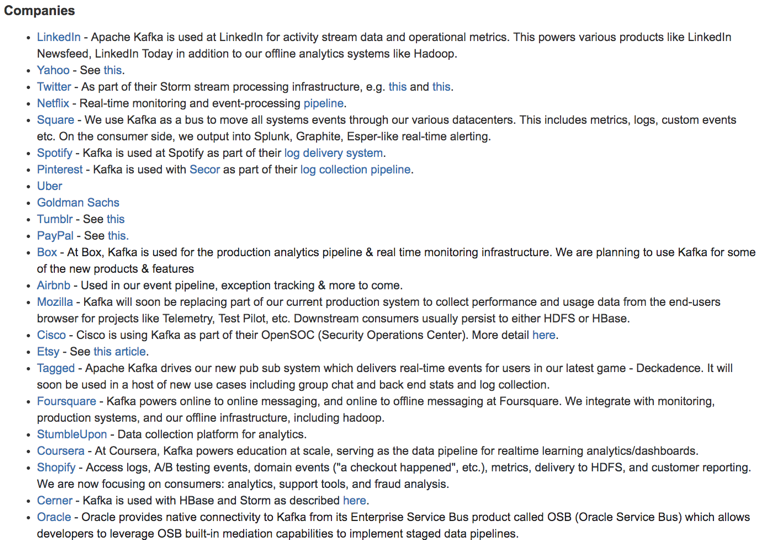 Companies
• LinkedIn - Apache Kafka is used at LinkedIn for activity stream data and operational metrics. This powers various products like LinkedIn
Newsfeed, LinkedIn Today in addition to our offline analytics systems like Hadoop.
• Yahoo - See this.
• Twitter - As part of their Storm stream processing infrastructure, e.g. this and this.
• Netflix - Real-time monitoring and event-processing pipeline.
• Square - We use Kafka as a bus to move all systems events through our various datacenters. This includes metrics, logs, custom events
etc. On the consumer side, we output into Splunk, Graphite, Esper-like real-time alerting.
• Spotify - Kafka is used at Spotify as part of their log delivery system.
• Pinterest - Kafka is used with Secor as part of their log collection pipeline.
• Uber
• Goldman Sachs
• Tumblr - See this
• PayPal - See this.
• Box - At Box, Kafka is used for the production analytics pipeline & real time monitoring infrastructure. We are planning to use Kafka for some
of the new products & features
• Airbnb - Used in our event pipeline, exception tracking & more to come.
• Mozilla - Kafka will soon be replacing part of our current production system to collect performance and usage data from the end-users
browser for projects like Telemetry, Test Pilot, etc. Downstream consumers usually persist to either HDFS or HBase.
• Cisco - Cisco is using Kafka as part of their OpenSOC (Security Operations Center). More detail here.
• Etsy - See this article.
• Tagged - Apache Kafka drives our new pub sub system which delivers real-time events for users in our latest game - Deckadence. It will
soon be used in a host of new use cases including group chat and back end stats and log collection.
• Foursquare - Kafka powers online to online messaging, and online to offline messaging at Foursquare. We integrate with monitoring,
production systems, and our offline infrastructure, including hadoop.
• StumbleUpon - Data collection platform for analytics.
• Coursera - At Coursera, Kafka powers education at scale, serving as the data pipeline for realtime learning analytics/dashboards.
• Shopify - Access logs, A/B testing events, domain events ("a checkout happened", etc.), metrics, delivery to HDFS, and customer reporting.
We are now focusing on consumers: analytics, support tools, and fraud analysis.
• Cerner - Kafka is used with HBase and Storm as described here.
• Oracle - Oracle provides native connectivity to Kafka from its Enterprise Service Bus product called OSB (Oracle Service Bus) which allows
developers to leverage OSB built-in mediation capabilities to implement staged data pipelines.